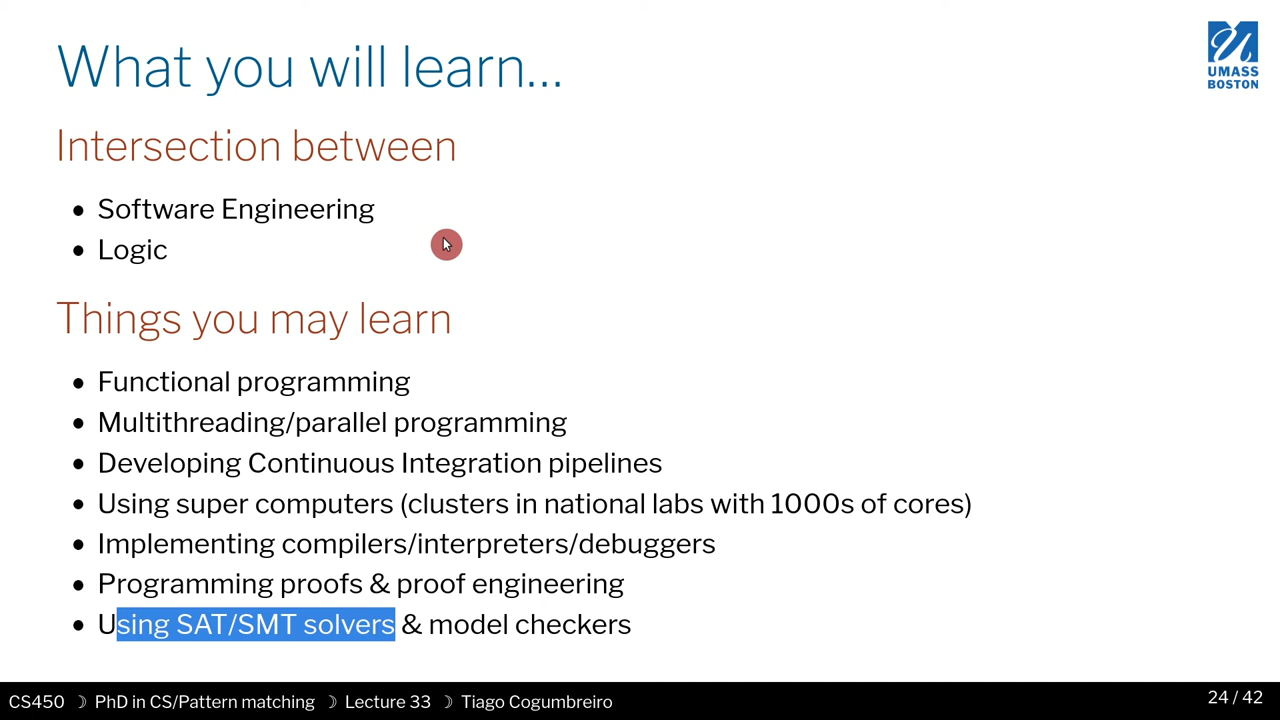 What you will learn...
UMASS
BOSTON
Intersection between
• Software Engineering
• Logic
Things you may learn
• Functional programming
• Multithreading/parallel programming
• Developing Continuous Integration pipelines
• Using super computers (clusters in national labs with 1000s of cores)
• Implementing compilers/interpreters/debuggers
• Programming proofs & proof engineering
• Using SAT/SMT solvers & model checkers
CS450 ☽ PhD in CS/Pattern matching ☽ Lecture 33 ☽ Tiago Cogumbreiro
24 / 42